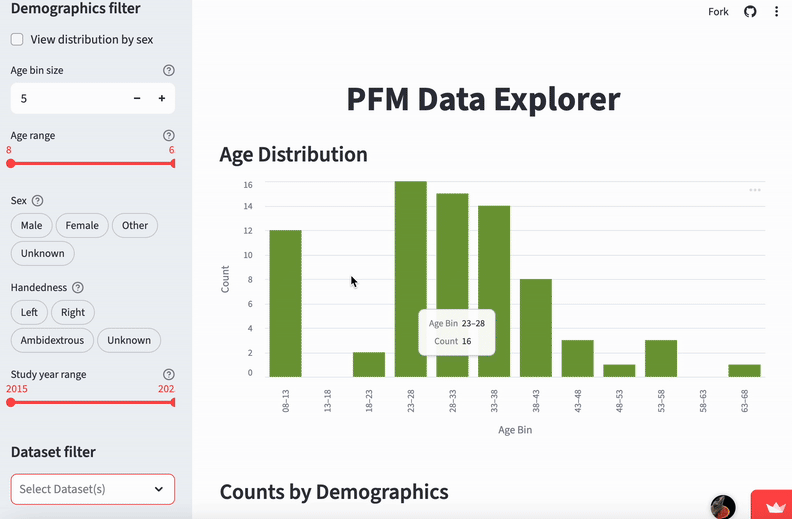 Demographics filter
View distribution by sex
Age bin size
5
Age range
8 6
Sex
Male Female Other
Unknown
Handedness
Left Right
Ambidextrous Unknown
Study year range
2015 202
Dataset filter
Select Dataset(s)
Fork
PFM Data Explorer
Age Distribution
16
14
12
10
8
6
4
2
0
Count
Age Bin 23–28
Count 16
08–13 13–18 18–23 23–28 28–33 33–38 38–43 43–48 48–53 53–58 58–63 63–68
Age Bin
Counts by Demographics